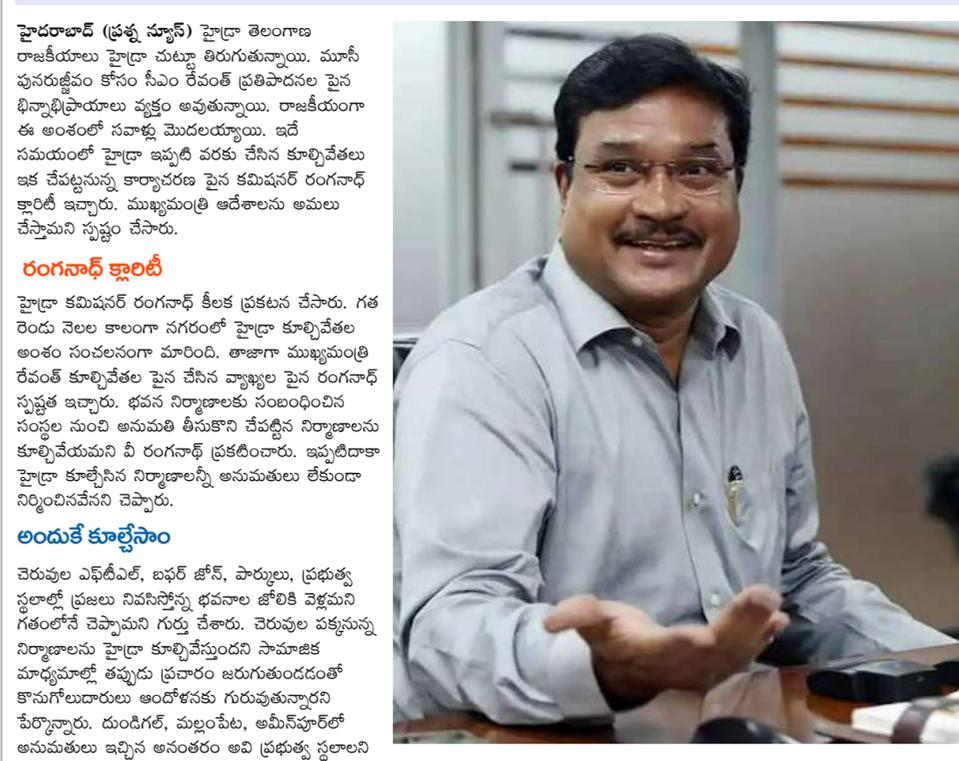 హైదరాబాద్ (ప్రశ్న న్యూస్) హైడ్రా తెలంగాణ
రాజకీయాలు హైడ్రా చుట్టూ తిరుగుతున్నాయి. మూసీ
పునరుజ్జీవం కోసం సీఎం రేవంత్ ప్రతిపాదనల పైన
భిన్నాభిప్రాయాలు వ్యక్తం అవుతున్నాయి. రాజకీయంగా
ఈ అంశంలో సవాళ్లు మొదలయ్యాయి. ఇదే
సమయంలో హైడ్రా ఇప్పటి వరకు చేసిన కూల్చివేతలు
ఇక చేపట్టనున్న కార్యాచరణ పైన కమిషనర్ రంగనాధ్
క్లారిటీ ఇచ్చారు. ముఖ్యమంత్రి ఆదేశాలను అమలు
చేస్తామని స్పష్టం చేసారు.
రంగనాధ్ క్లారిటీ
హైడ్రా కమిషనర్ రంగనాధ్ కీలక ప్రకటన చేసారు. గత
రెండు నెలల కాలంగా నగరంలో హైడ్రా కూల్చివేతల
అంశం సంచలనంగా మారింది. తాజాగా ముఖ్యమంత్రి
రేవంత్ కూల్చివేతల పైన చేసిన వ్యాఖ్యల పైన రంగనాధ్
స్పష్టత ఇచ్చారు. భవన నిర్మాణాలకు సంబంధించిన
సంస్థల నుంచి అనుమతి తీసుకొని చేపట్టిన నిర్మాణాలను
కూల్చివేయమని వీ రంగనాథ్ ప్రకటించారు. ఇప్పటిదాకా
హైడ్రా కూల్చేసిన నిర్మాణాలన్నీ అనుమతులు లేకుండా
నిర్మించినవేనని చెప్పారు.
అందుకే కూల్చేసాం
చెరువుల ఎఫ్‌టీఎల్, బఫర్ జోన్, పార్కులు, ప్రభుత్వ
స్థలాల్లో ప్రజలు నివసిస్తోన్న భవనాల జోలికి వెళ్లమని
గతంలోనే చెప్పామని గుర్తు చేశారు. చెరువుల పక్కనున్న
నిర్మాణాలను హైడ్రా కూల్చివేస్తుందని సామాజిక
మాధ్యమాల్లో తప్పుడు ప్రచారం జరుగుతుండడంతో
కొనుగోలుదారులు ఆందోళనకు గురువుతున్నారని
పేర్కొన్నారు. దుండిగల్, మల్లంపేట, అమీన్‌పూర్‌లో
అనుమతులు ఇచ్చిన అనంతరం అవి ప్రభుత్వ స్థలాలని